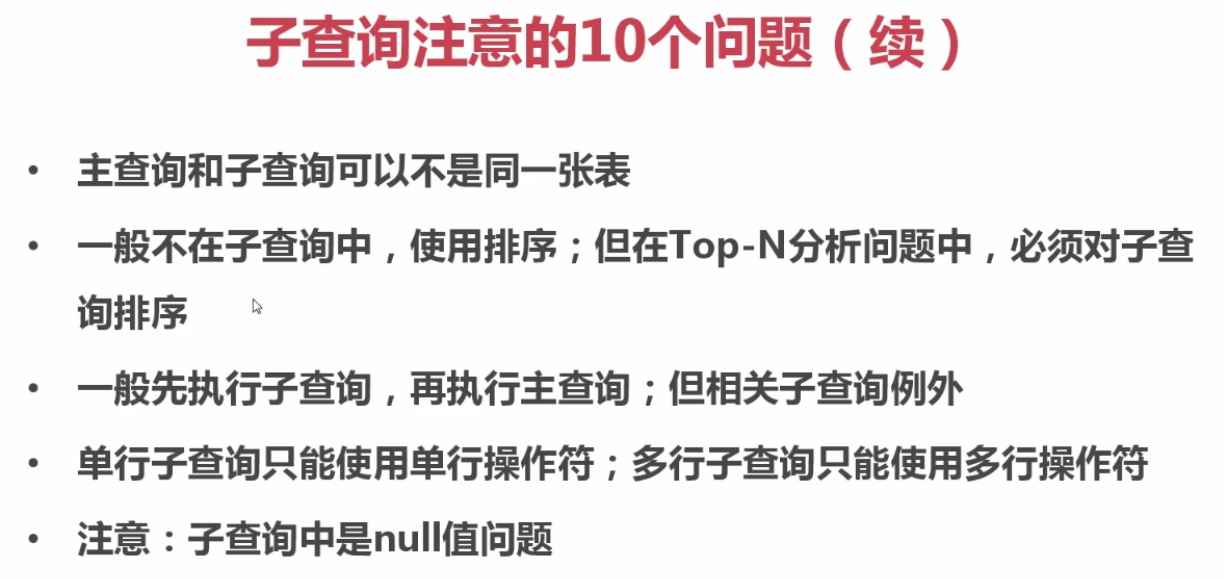 子查询注意的10个问题（续）
• 主查询和子查询可以不是同一张表
• 一般不在子查询中，使用排序；但在Top-N分析问题中，必须对子查
询排序
• 一般先执行子查询，再执行主查询；但相关子查询例外
• 单行子查询只能使用单行操作符；多行子查询只能使用多行操作符
• 注意：子查询中是null值问题